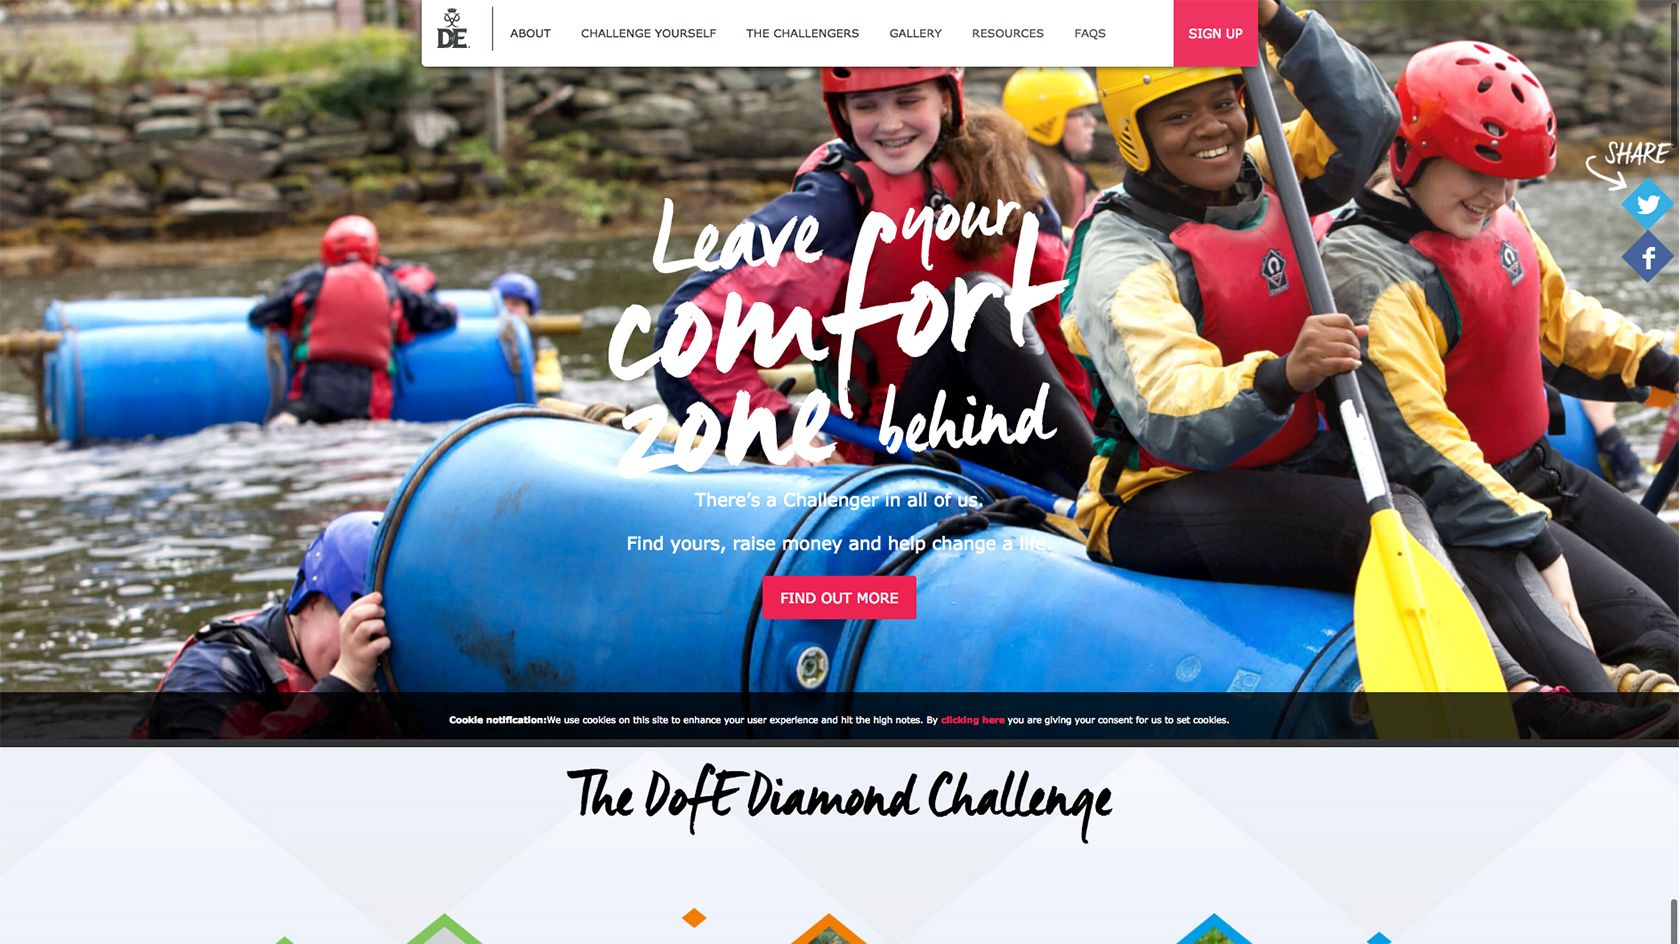 DE
ABOUT
CHALLENGE YOURSELF
THE CHALLENGERS
GALLERY
RESOURCES
FAQS
SIGN UP
SHARE
Leave your
comfort
zone behind
There's a Challenger in all of us.
Find yours, raise money and help change a life.
FIND OUT MORE
Cookie notification:We use cookies on this site to enhance your user experience and hit the high notes. By clicking here you are giving your consent for us to set cookies.
The DofE Diamond Challenge